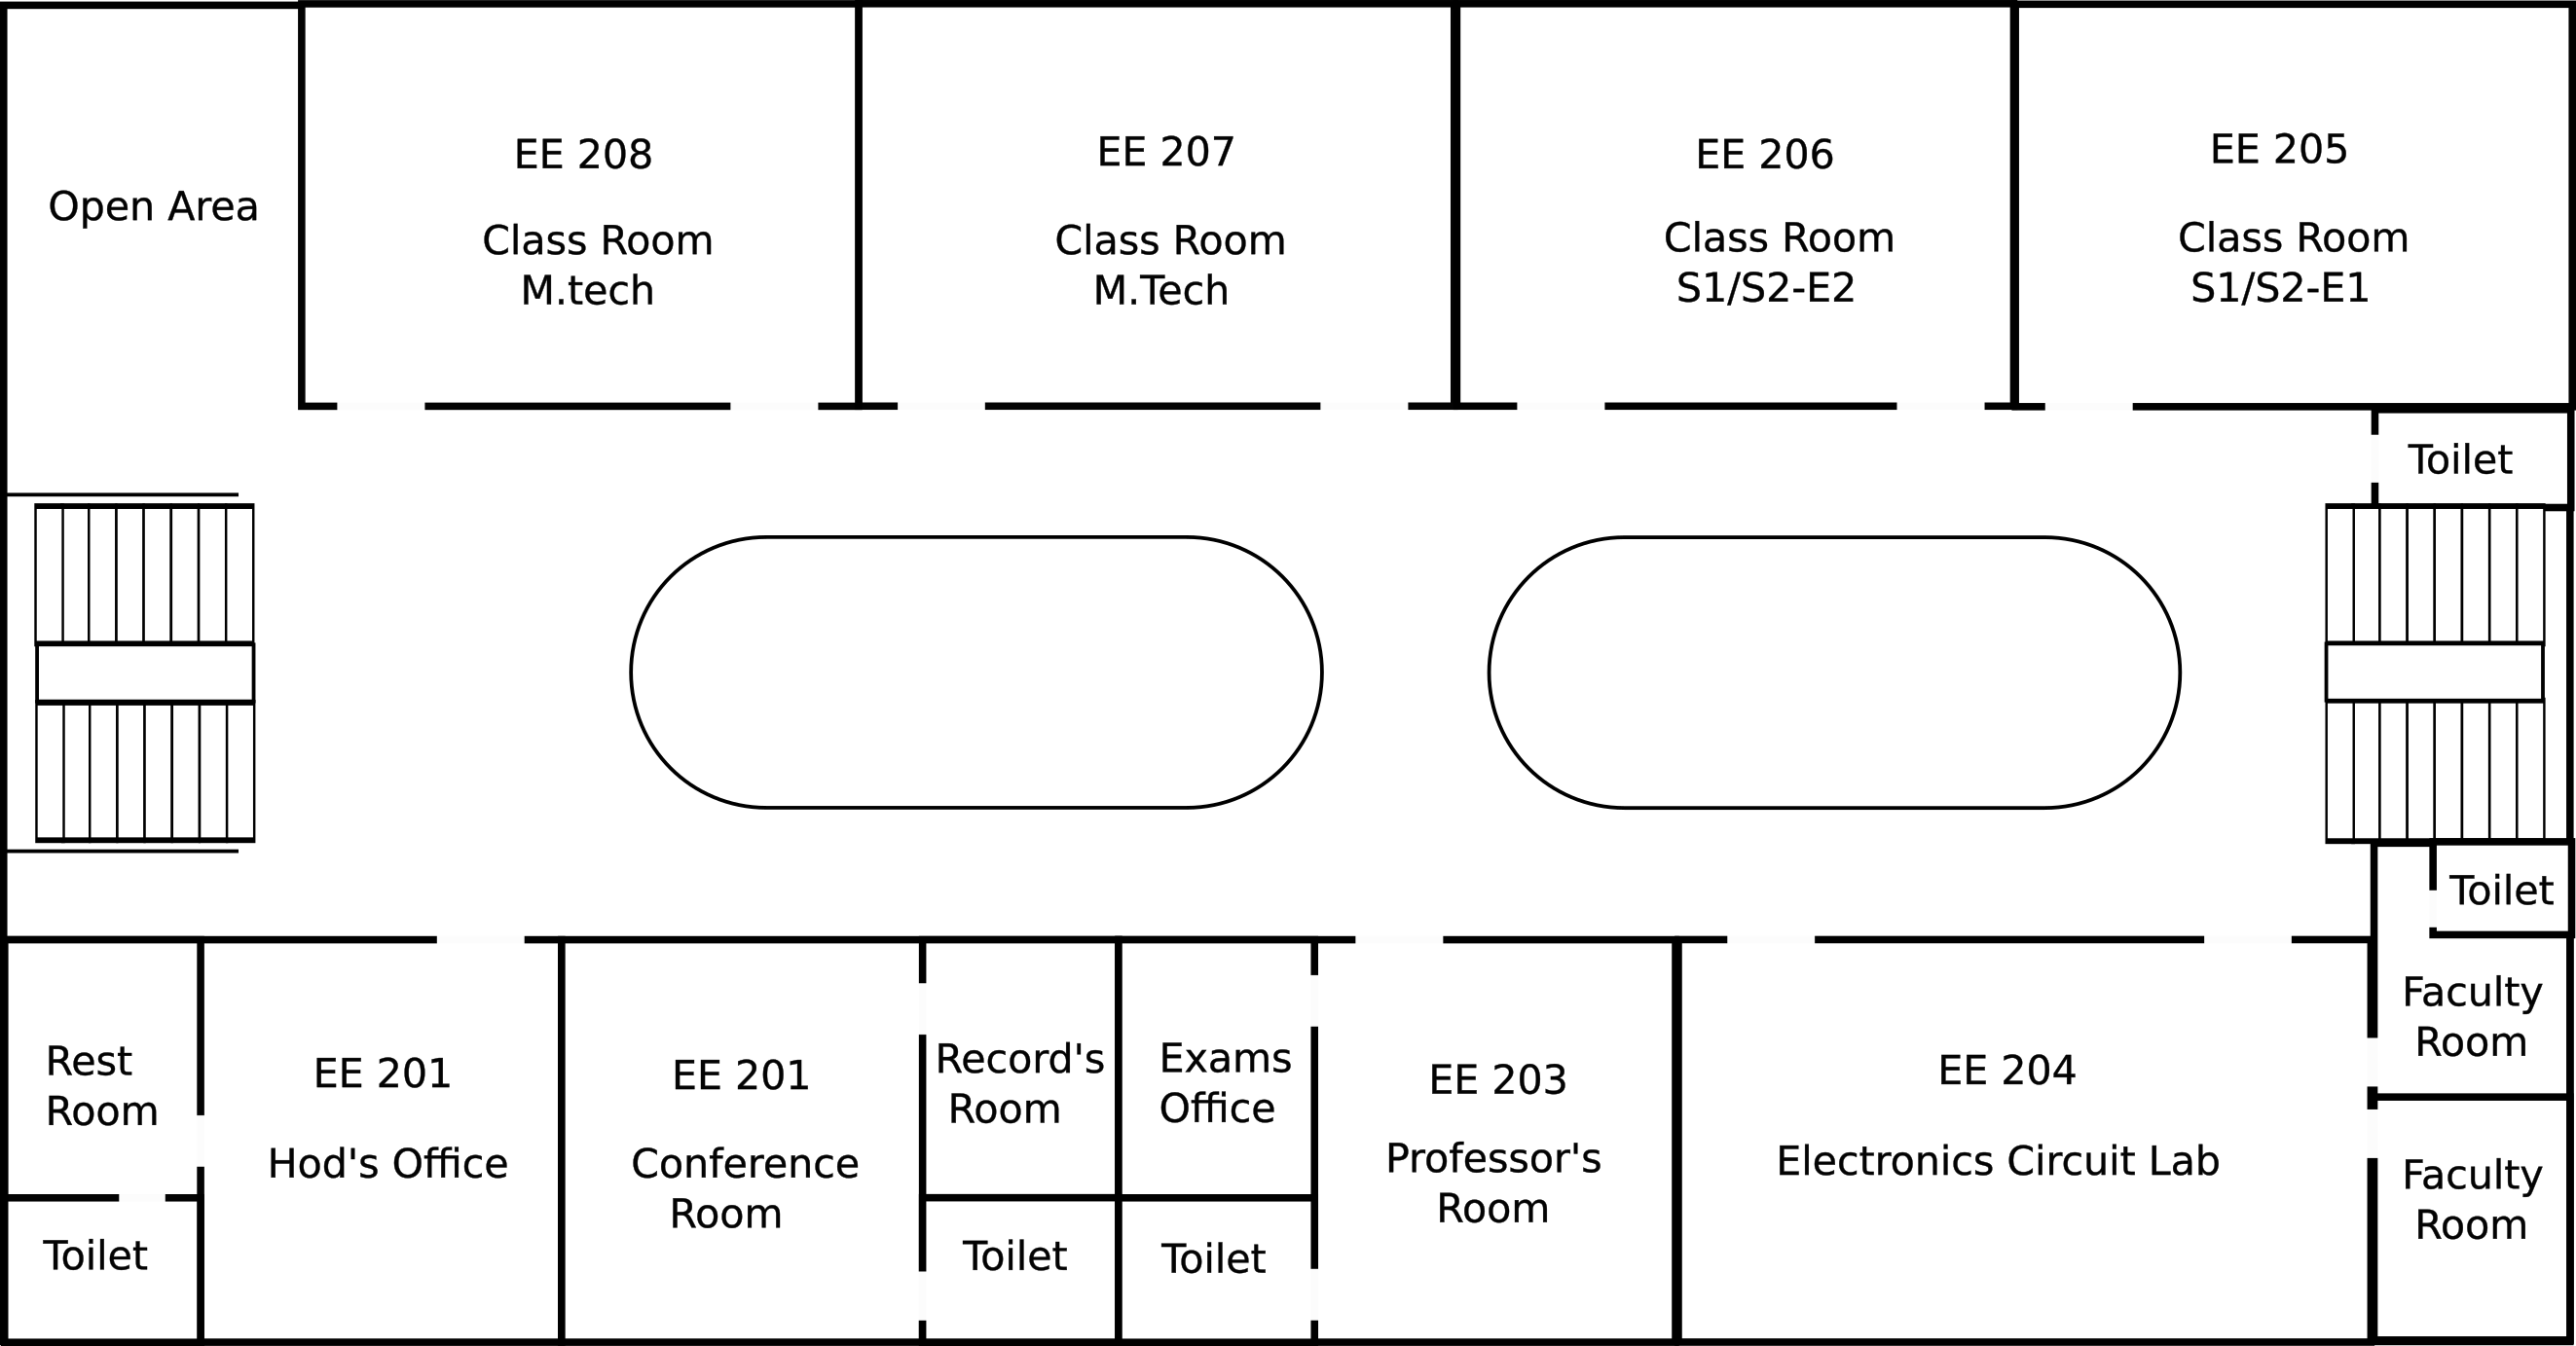 Open Area
EE 208
Class Room
M.tech
EE 207
Class Room
M.Tech
EE 206
Class Room
S1/S2-E2
EE 205
Class Room
S1/S2-E1
Toilet
Toilet
Rest
Room
Toilet
EE 201
Hod's Office
EE 201
Conference
Room
Record's
Room
Toilet
Exams
Office
Toilet
EE 203
Professor's
Room
EE 204
Electronics Circuit Lab
Faculty
Room
Faculty
Room